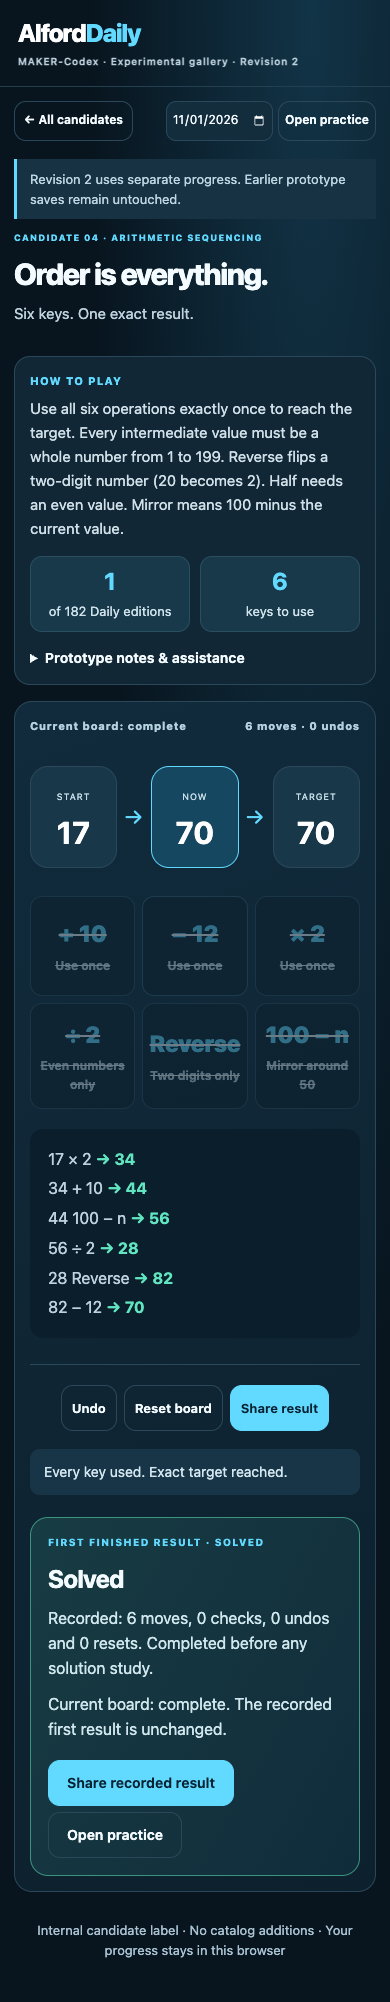 AlfordDaily
MAKER-Codex · Experimental gallery · Revision 2
← All candidates
11/01/2026
Open practice
Revision 2 uses separate progress. Earlier prototype
saves remain untouched.
CANDIDATE 04 · ARITHMETIC SEQUENCING
Order is everything.
Six keys. One exact result.
HOW TO PLAY
Use all six operations exactly once to reach the
target. Every intermediate value must be a
whole number from 1 to 199. Reverse flips a
two-digit number (20 becomes 2). Half needs
an even value. Mirror means 100 minus the
current value.
1
of 182 Daily editions
6
keys to use
▶ Prototype notes & assistance
Current board: complete
6 moves · 0 undos
START
17
→
NOW
70
→
TARGET
70
+ 10
Use once
− 12
Use once
× 2
Use once
÷ 2
Even numbers
only
Reverse
Two digits only
100 − n
Mirror around
50
17 × 2 → 34
34 + 10 → 44
44 100 − n → 56
56 ÷ 2 → 28
28 Reverse → 82
82 − 12 → 70
Undo
Reset board
Share result
Every key used. Exact target reached.
FIRST FINISHED RESULT · SOLVED
Solved
Recorded: 6 moves, 0 checks, 0 undos
and 0 resets. Completed before any
solution study.
Current board: complete. The recorded
first result is unchanged.
Share recorded result
Open practice
Internal candidate label · No catalog additions · Your
progress stays in this browser